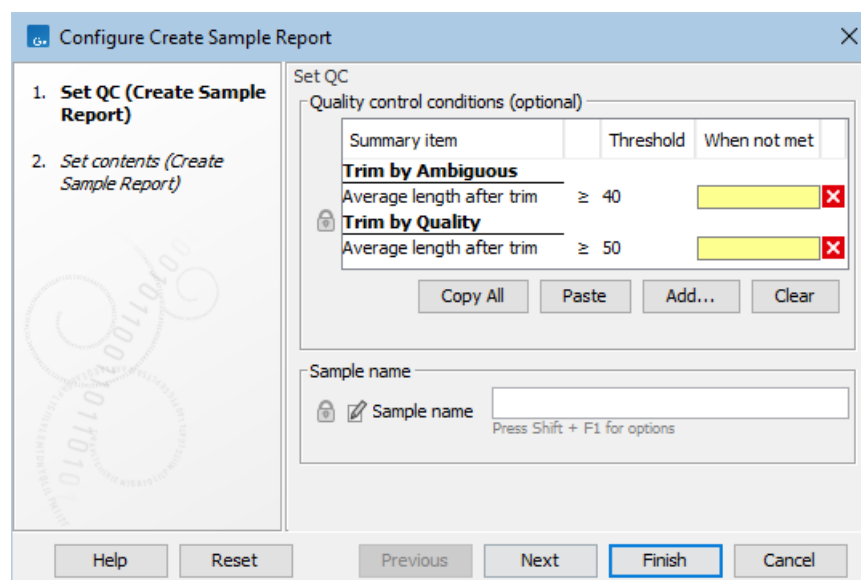 G.
Configure Create Sample Report
1. Set QC (Create Sample
Report)
2. Set contents (Create
Sample Report)
Set QC
Quality control conditions (optional)
Summary item Threshold When not met
Trim by Ambiguous
Average length after trim ≥ 40
Trim by Quality
Average length after trim ≥ 50
Copy All Paste Add... Clear
Sample name
Sample name
Press Shift + F1 for options
Help Reset Previous Next Finish Cancel